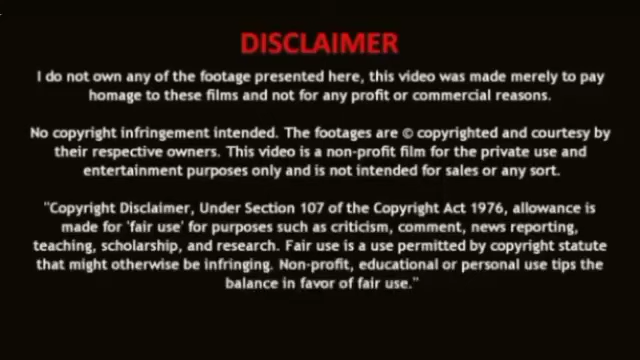 DISCLAIMER
I do not own any of the footage presented here, this video was made merely to pay
homage to these films and not for any profit or commercial reasons.
No copyright infringement intended. The footages are © copyrighted and courtesy by
their respective owners. This video is a non-profit film for the private use and
entertainment purposes only and is not intended for sales or any sort.
"Copyright Disclaimer, Under Section 107 of the Copyright Act 1976, allowance is
made for 'fair use' for purposes such as criticism, comment, news reporting,
teaching, scholarship, and research. Fair use is a use permitted by copyright statute
that might otherwise be infringing. Non-profit, educational or personal use tips the
balance in favor of fair use."